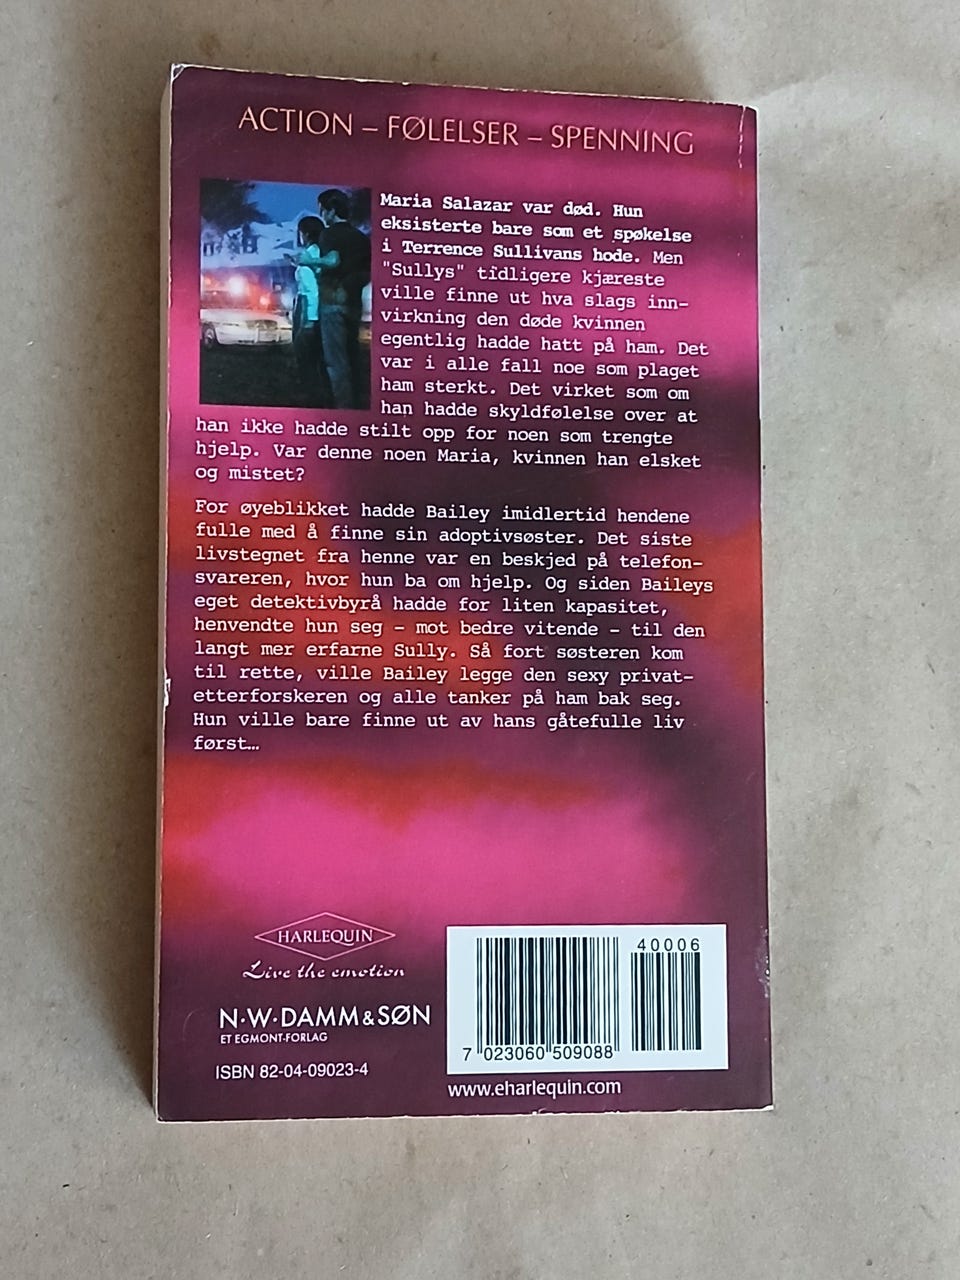 ACTION – FØLELSER – SPENNING
Maria Salazar var død. Hun
eksisterte bare som et spøkelse
i Terrence Sullivans hode. Men
"Sullys" tidligere kjæreste
ville finne ut hva slags inn-
virkning den døde kvinnen
egentlig hadde hatt på ham. Det
var i alle fall noe som plaget
ham sterkt. Det virket som om
han hadde skyldfølelse over at
han ikke hadde stilt opp for noen som trengte
hjelp. Var denne noen Maria, kvinnen han elsket
og mistet?
For øyeblikket hadde Bailey imidlertid hendene
fulle med å finne sin adoptivsøster. Det siste
livstegnet fra henne var en beskjed på telefon-
svareren, hvor hun ba om hjelp. Og siden Baileys
eget detektivbyrå hadde for liten kapasitet,
henvendte hun seg – mot bedre vitende – til den
langt mer erfarne Sully. Så fort søsteren kom
til rette, ville Bailey legge den sexy privat-
etterforskeren og alle tanker på ham bak seg.
Hun ville bare finne ut av hans gåtefulle liv
først…
HARLEQUIN
Live the emotion
N·W·DAMM & SØN
ET EGMONT-FORLAG
ISBN 82-04-09023-4
40006
7 023060 509088
www.eharlequin.com